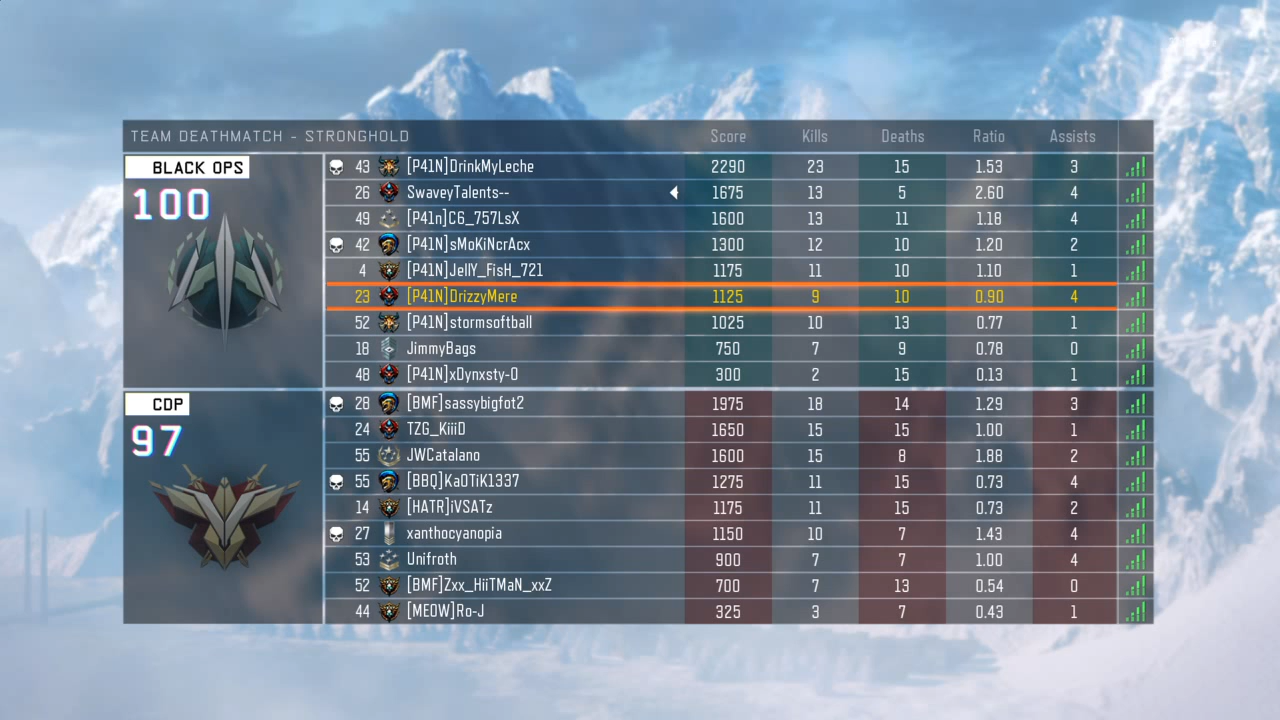 TEAM DEATHMATCH - STRONGHOLD Score Kills Deaths Ratio Assists
BLACK OPS
100
43 [P41N]DrinkMyLeche 2290 23 15 1.53 3
26 SwaveyTalents-- 1675 13 5 2.60 4
49 [P41n]C6_757LsX 1600 13 11 1.18 4
42 [P41N]sMoKiNcrAcx 1300 12 10 1.20 2
4 [P41N]JellY_FisH_721 1175 11 10 1.10 1
23 [P41N]DrizzyMere 1125 9 10 0.90 4
52 [P41N]stormsoftball 1025 10 13 0.77 1
18 JimmyBags 750 7 9 0.78 0
48 [P41N]xDynxsty-0 300 2 15 0.13 1
CDP
97
28 [BMF]sassybigfot2 1975 18 14 1.29 3
24 TZG_KiiiD 1650 15 15 1.00 1
55 JWCatalano 1600 15 8 1.88 2
55 [BBQ]Ka0TiK1337 1275 11 15 0.73 4
14 [HATR]iVSATz 1175 11 15 0.73 2
27 xanthocyanopia 1150 10 7 1.43 4
53 Unifroth 900 7 7 1.00 4
52 [BMF]Zxx_HiiTMaN_xxZ 700 7 13 0.54 0
44 [MEOW]Ro-J 325 3 7 0.43 1